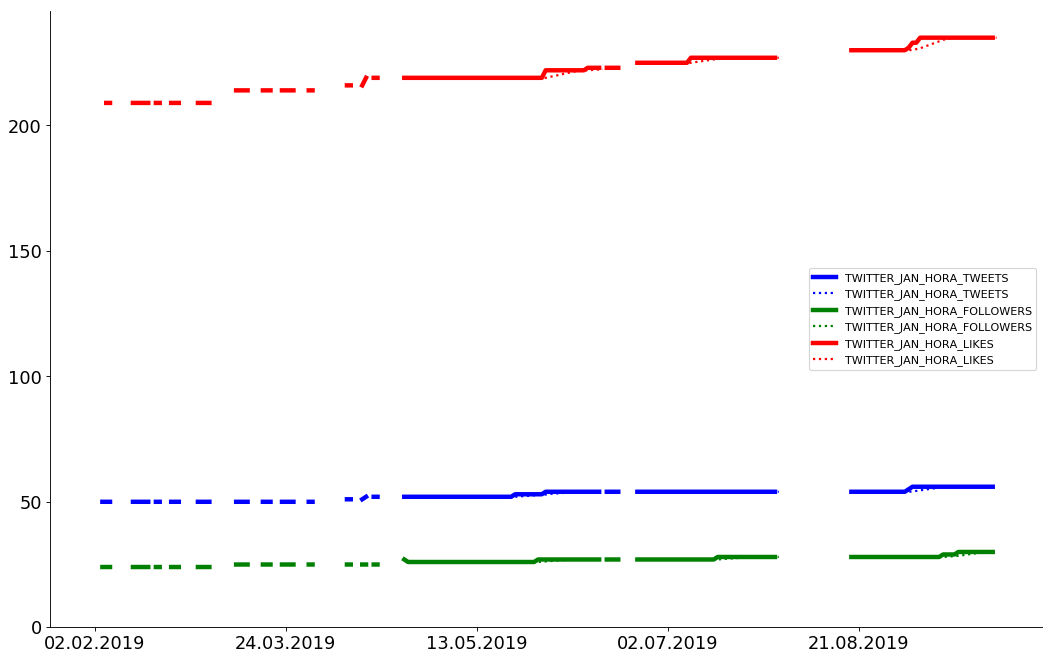 200
150
100
50
0
02.02.2019 24.03.2019 13.05.2019 02.07.2019 21.08.2019
TWITTER_JAN_HORA_TWEETS
TWITTER_JAN_HORA_TWEETS
TWITTER_JAN_HORA_FOLLOWERS
TWITTER_JAN_HORA_FOLLOWERS
TWITTER_JAN_HORA_LIKES
TWITTER_JAN_HORA_LIKES